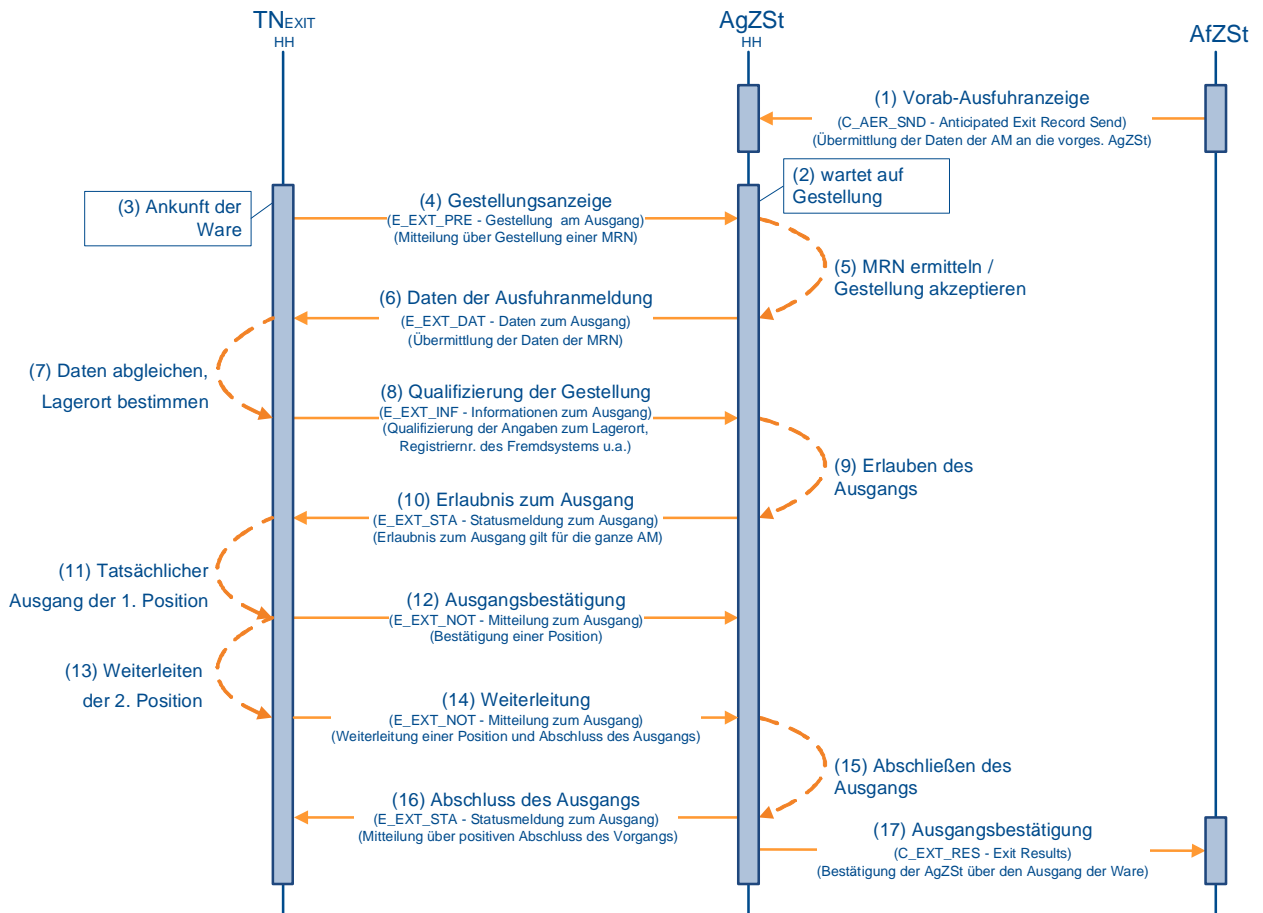 TNEXIT
HH
AgZSt
HH
AfZSt
(1) Vorab-Ausfuhranzeige
(C_AER_SND - Anticipated Exit Record Send)
(Übermittlung der Daten der AM an die vorges. AgZSt)
(2) wartet auf
Gestellung
(3) Ankunft der
Ware
(4) Gestellungsanzeige
(E_EXT_PRE - Gestellung am Ausgang)
(Mitteilung über Gestellung einer MRN)
(5) MRN ermitteln /
Gestellung akzeptieren
(6) Daten der Ausfuhranmeldung
(E_EXT_DAT - Daten zum Ausgang)
(Übermittlung der Daten der MRN)
(7) Daten abgleichen,
Lagerort bestimmen
(8) Qualifizierung der Gestellung
(E_EXT_INF - Informationen zum Ausgang)
(Qualifizierung der Angaben zum Lagerort,
Registriernr. des Fremdsystems u.a.)
(9) Erlauben des
Ausgangs
(10) Erlaubnis zum Ausgang
(E_EXT_STA - Statusmeldung zum Ausgang)
(Erlaubnis zum Ausgang gilt für die ganze AM)
(11) Tatsächlicher
Ausgang der 1. Position
(12) Ausgangsbestätigung
(E_EXT_NOT - Mitteilung zum Ausgang)
(Bestätigung einer Position)
(13) Weiterleiten
der 2. Position
(14) Weiterleitung
(E_EXT_NOT - Mitteilung zum Ausgang)
(Weiterleitung einer Position und Abschluss des Ausgangs)
(15) Abschließen des
Ausgangs
(16) Abschluss des Ausgangs
(E_EXT_STA - Statusmeldung zum Ausgang)
(Mitteilung über positiven Abschluss des Vorgangs)
(17) Ausgangsbestätigung
(C_EXT_RES - Exit Results)
(Bestätigung der AgZSt über den Ausgang der Ware)